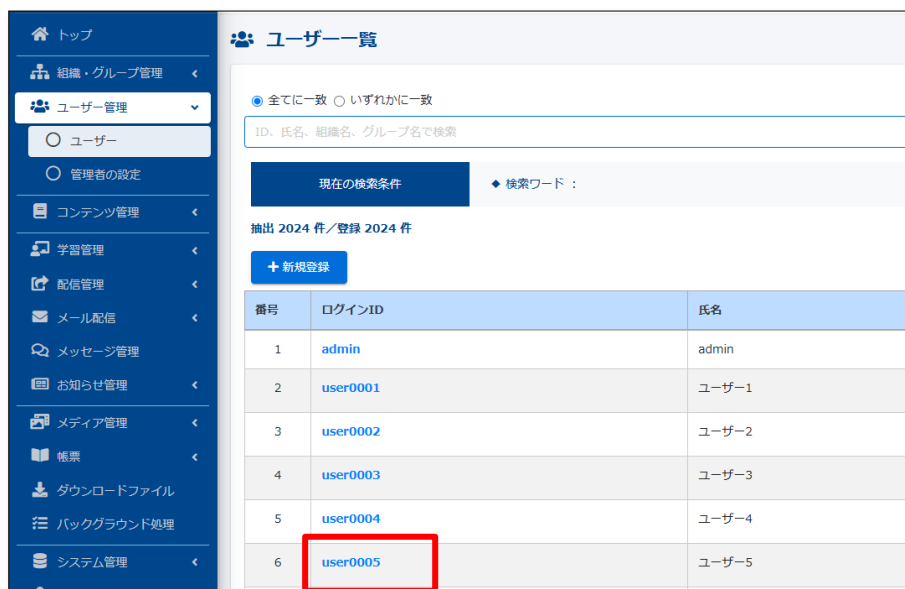 トップ
組織・グループ管理
ユーザー管理
ユーザー
管理者の設定
コンテンツ管理
学習管理
配信管理
メール配信
メッセージ管理
お知らせ管理
メディア管理
帳票
ダウンロードファイル
バックグラウンド処理
システム管理
ユーザー一覧
全てに一致 いずれかに一致
ID、氏名、組織名、グループ名で検索
現在の検索条件 ◆ 検索ワード :
抽出 2024 件／登録 2024 件
+ 新規登録
番号 ログインID 氏名
1 admin admin
2 user0001 ユーザー1
3 user0002 ユーザー2
4 user0003 ユーザー3
5 user0004 ユーザー4
6 user0005 ユーザー5